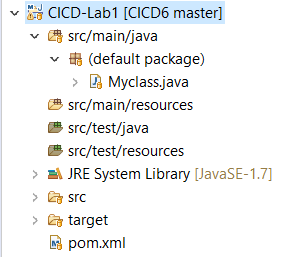 CICD-Lab1 [CICD6 master]
src/main/java
(default package)
Myclass.java
src/main/resources
src/test/java
src/test/resources
JRE System Library [JavaSE-1.7]
src
target
pom.xml